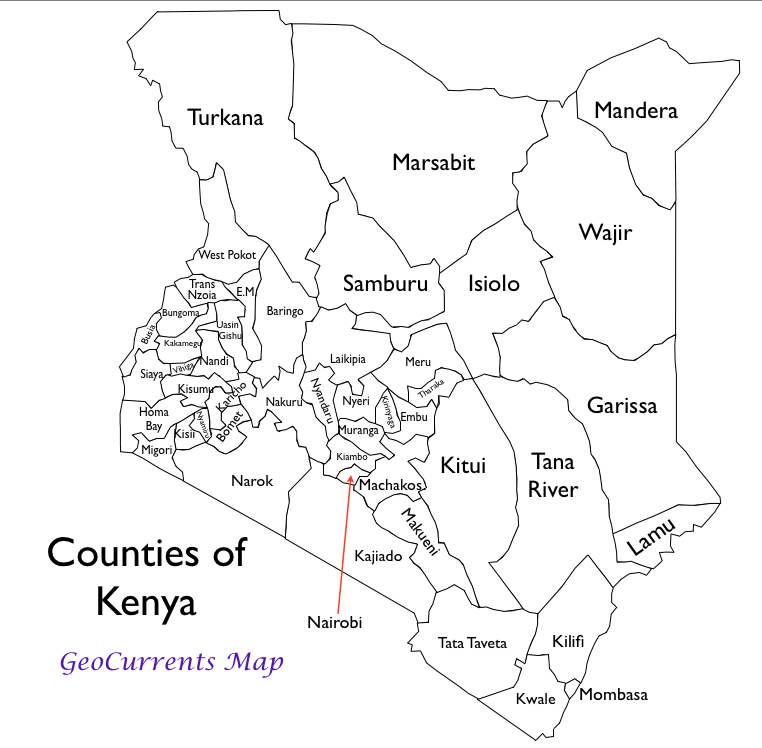 Turkana
Mandera
Marsabit
Wajir
West Pokot
Samburu
Isiolo
Trans
Nzoia
E.M.
Baringo
Bungoma
Uasin
Gishu
Busia
Kakamegu
Nandi
Laikipia
Meru
Siaya
Vihiga
Kisumu
Karicho
Nakuru
Nyandaru
Nyeri
Kirinyaga
Tharaka
Embu
Garissa
Homa
Bay
Kisii
Nyamira
Bomet
Muranga
Migori
Kiambo
Kitui
Tana
River
Narok
Machakos
Makueni
Lamu
Counties of
Kenya
Kajiado
Nairobi
GeoCurrents Map
Tata Taveta
Kilifi
Kwale
Mombasa